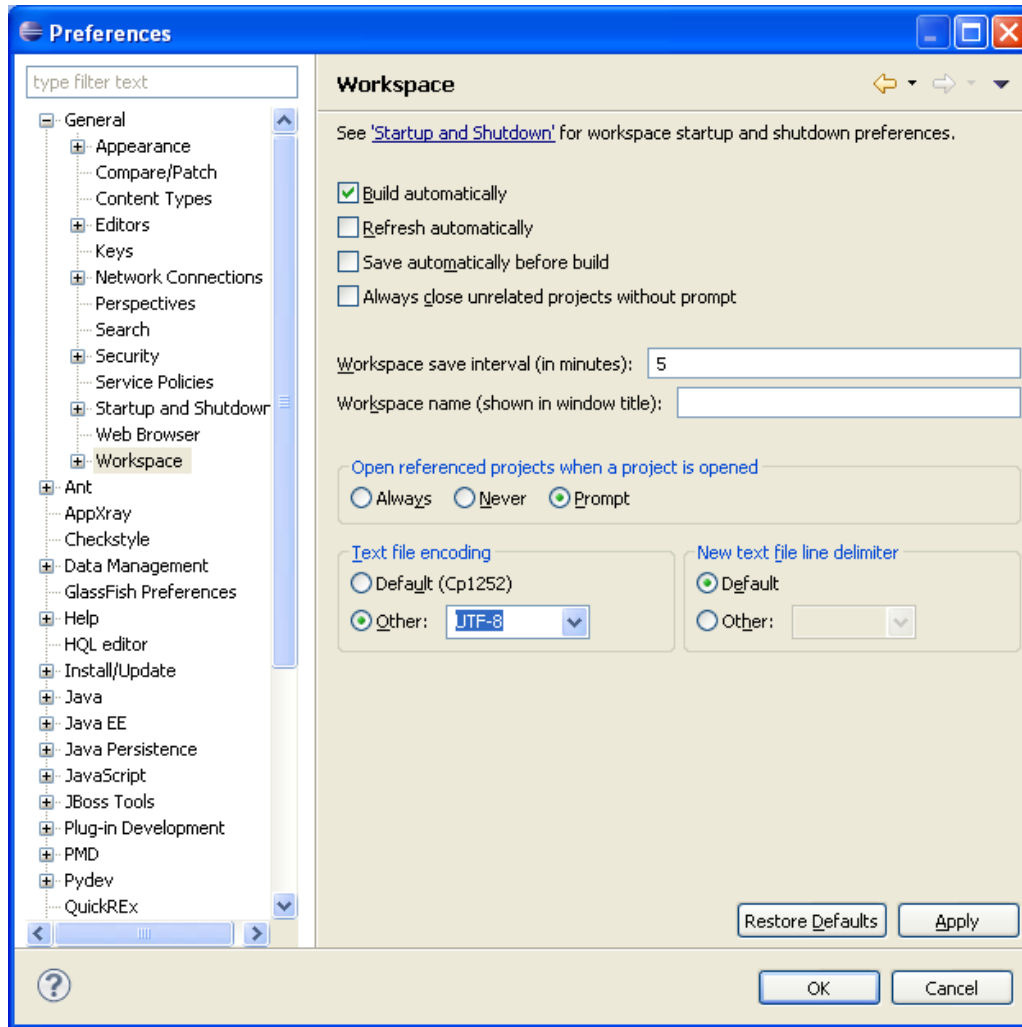 Preferences
type filter text
General
Appearance
Compare/Patch
Content Types
Editors
Keys
Network Connections
Perspectives
Search
Security
Service Policies
Startup and Shutdowr
Web Browser
Workspace
Ant
AppXray
Checkstyle
Data Management
GlassFish Preferences
Help
HQL editor
Install/Update
Java
Java EE
Java Persistence
JavaScript
JBoss Tools
Plug-in Development
PMD
Pydev
QuickREx
Workspace
See 'Startup and Shutdown' for workspace startup and shutdown preferences.
Build automatically
Refresh automatically
Save automatically before build
Always close unrelated projects without prompt
Workspace save interval (in minutes): 5
Workspace name (shown in window title):
Open referenced projects when a project is opened
Always Never Prompt
Text file encoding
Default (Cp1252)
Other: UTF-8
New text file line delimiter
Default
Other:
Restore Defaults Apply
? OK Cancel